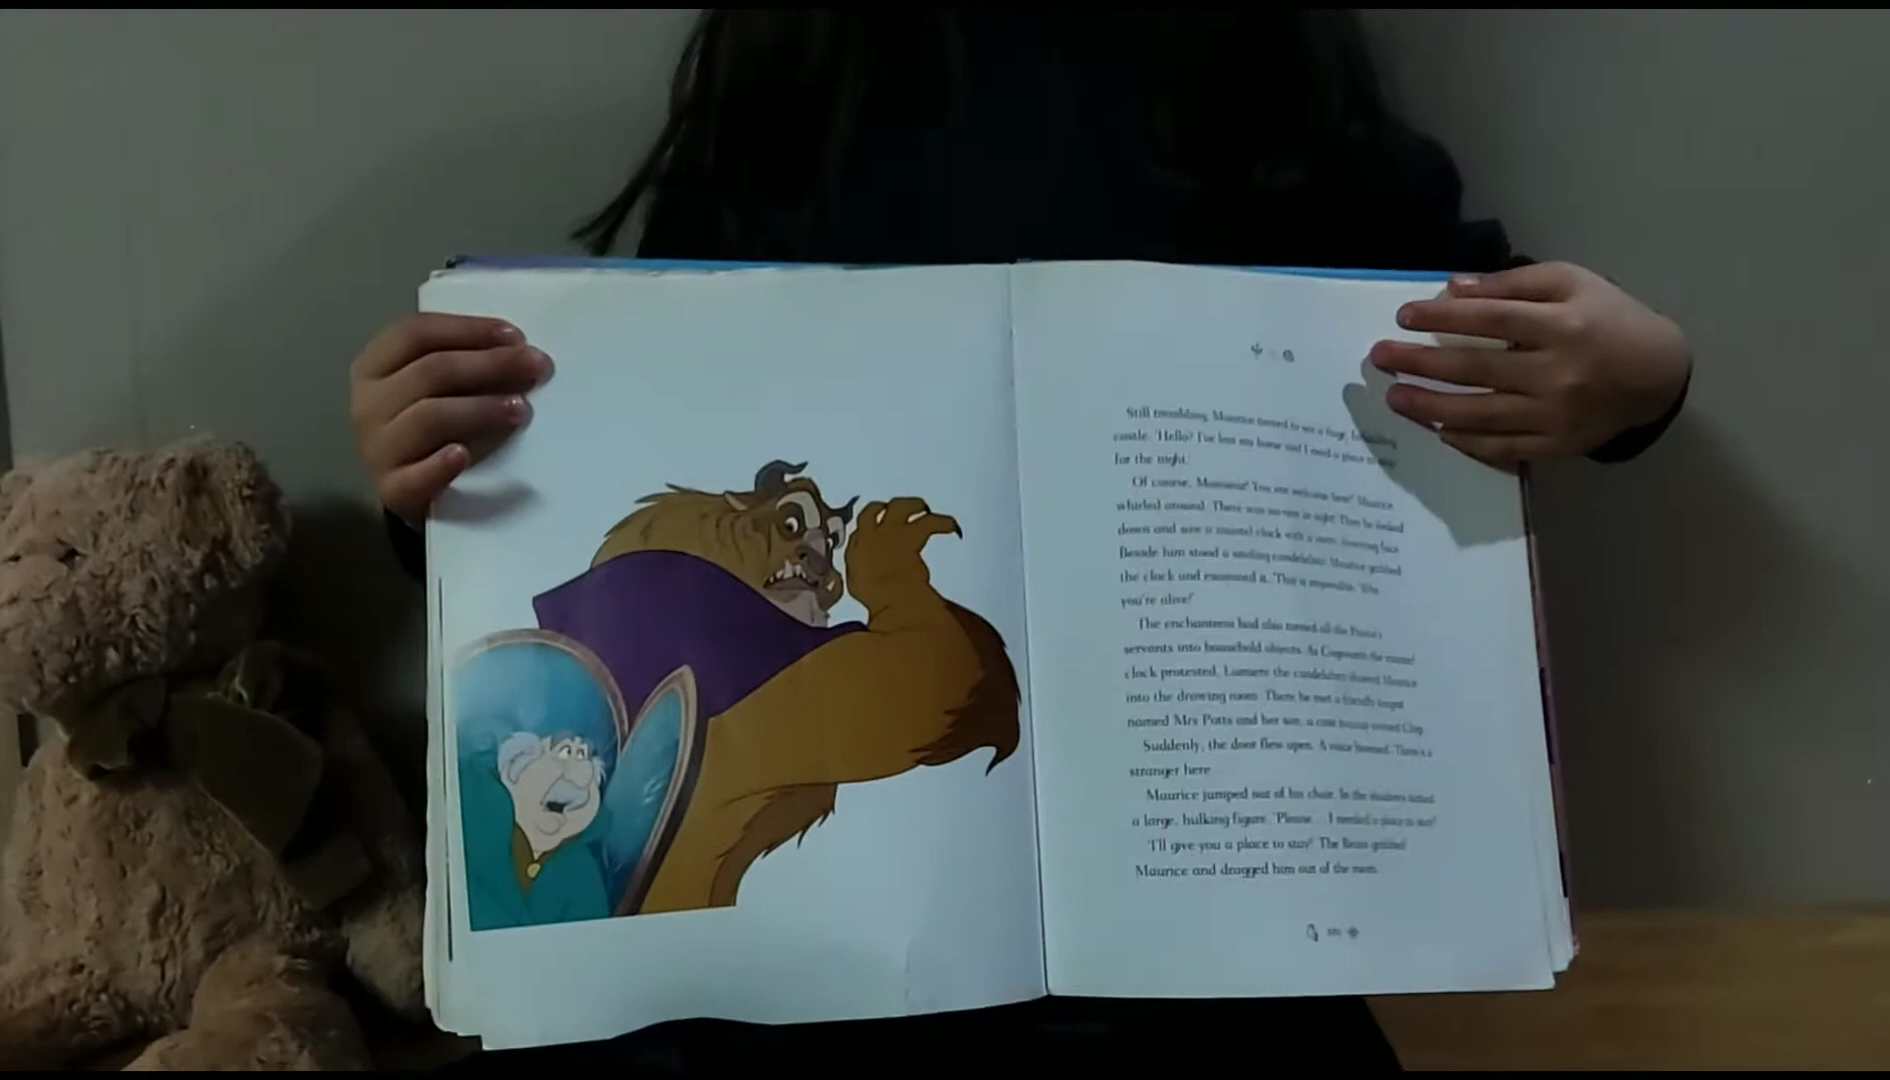 Still trembling, Maurice turned to see a huge, forbidding
castle. 'Hello? I've lost my horse and I need a place to stay
for the night.'
'Of course, Monsieur! You are welcome here!' Maurice
whirled around. There was no-one in sight. Then he looked
down and saw a mantel clock with a stern, frowning face.
Beside him stood a smiling candelabra. Maurice grabbed
the clock and examined it. 'This is impossible. Why
you're alive!'
The enchantress had also turned all the Prince's
servants into household objects. As Cogsworth the mantel
clock protested, Lumiere the candelabra showed Maurice
into the drawing room. There he met a friendly teapot
named Mrs Potts and her son, a cute teacup named Chip.
Suddenly, the door flew open. A voice boomed. 'There's a
stranger here
Maurice jumped out of his chair. In the shadows
a large, hulking figure. 'Please... I needed a place to stay!'
'I'll give you a place to stay!' The Beast grabbed
Maurice and dragged him out of the room.